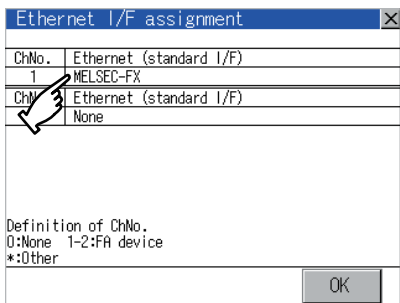 Ethernet I/F assignment
ChNo. Ethernet (standard I/F)
1 MELSEC-FX
Ethernet (standard I/F)
None
Definition of ChNo.
0:None 1-2:FA device
*:Other
OK